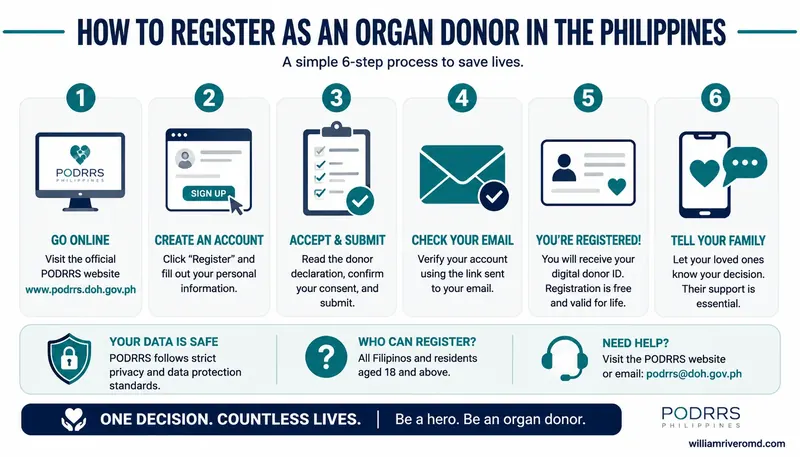 HOW TO REGISTER AS AN ORGAN DONOR IN THE PHILIPPINES
A simple 6-step process to save lives.
1
PODRRS
PHILIPPINES
GO ONLINE
Visit the official
PODRRS website
www.podrrs.doh.gov.ph
2
SIGN UP
CREATE AN ACCOUNT
Click “Register” and
fill out your personal
information.
3
ACCEPT & SUBMIT
Read the donor
declaration, confirm
your consent, and
submit.
4
CHECK YOUR EMAIL
Verify your account
using the link sent
to your email.
5
YOU'RE REGISTERED!
You will receive your
digital donor ID.
Registration is free
and valid for life.
6
TELL YOUR FAMILY
Let your loved ones
know your decision.
Their support is
essential.
YOUR DATA IS SAFE
PODRRS follows strict
privacy and data protection
standards.
?
WHO CAN REGISTER?
All Filipinos and residents
aged 18 and above.
NEED HELP?
Visit the PODRRS website
or email: podrrs@doh.gov.ph
ONE DECISION. COUNTLESS LIVES. | Be a hero. Be an organ donor.
PODRRS
PHILIPPINES
williamriveromd.com